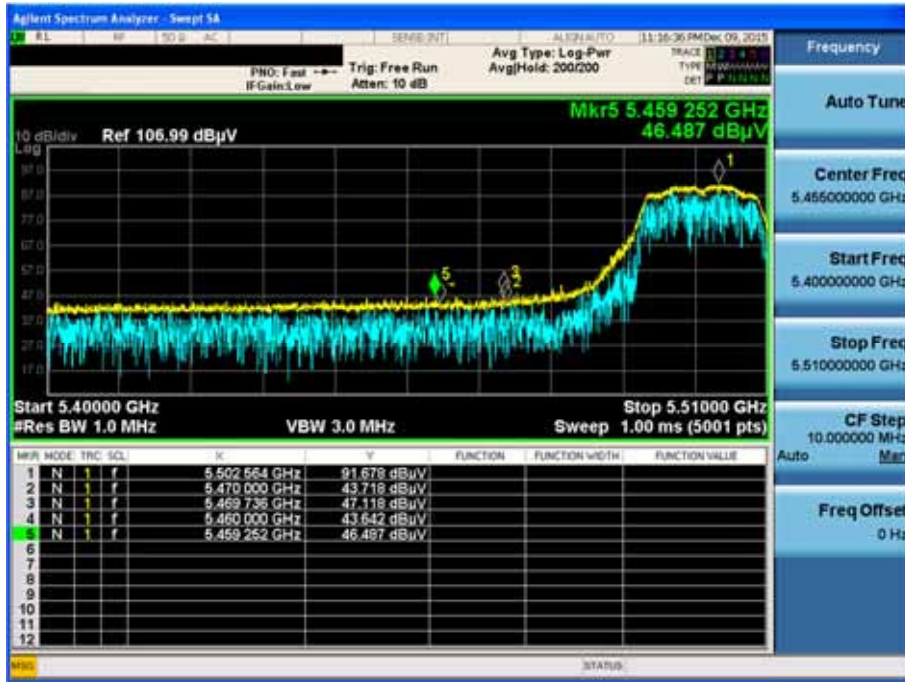 Agilent Spectrum Analyzer - Swept SA
RL RF 50 Ω AC SENSE:INT ALIGN AUTO 11:16:36 PM Dec 09, 2015
PNO: Fast Trig: Free Run Avg Type: Log-Pwr TRACE 1 2 3 4 5 6
IFGain:Low Atten: 10 dB Avg|Hold: 200/200 TYPE
DET P P N N N N
Mkr5 5.459 252 GHz
46.487 dBµV
10 dB/div Ref 106.99 dBµV
Log
97.0
87.0
77.0
67.0
57.0
47.0
37.0
27.0
17.0
1
5
3
2
Start 5.40000 GHz Stop 5.51000 GHz
#Res BW 1.0 MHz VBW 3.0 MHz Sweep 1.00 ms (5001 pts)
MKR MODE TRC SCL X Y FUNCTION FUNCTION WIDTH FUNCTION VALUE
1 N 1 f 5.502 564 GHz 91.678 dBµV
2 N 1 f 5.470 000 GHz 43.718 dBµV
3 N 1 f 5.469 736 GHz 47.118 dBµV
4 N 1 f 5.460 000 GHz 43.642 dBµV
5 N 1 f 5.459 252 GHz 46.487 dBµV
6
7
8
9
10
11
12
MSG STATUS
Frequency
Auto Tune
Center Freq
5.455000000 GHz
Start Freq
5.400000000 GHz
Stop Freq
5.510000000 GHz
CF Step
10.000000 MHz
Auto Man
Freq Offset
0 Hz